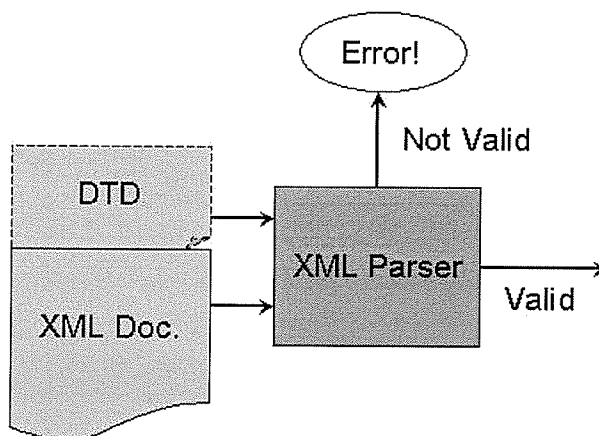 Error!
Not Valid
DTD
XML Parser
Valid
XML Doc.